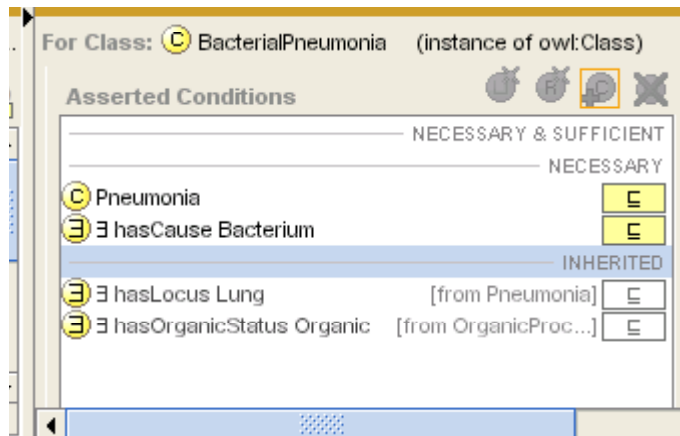 For Class: C BacterialPneumonia (instance of owl:Class)
Asserted Conditions
NECESSARY & SUFFICIENT
NECESSARY
C Pneumonia ⊑
∃ ∃ hasCause Bacterium ⊑
INHERITED
∃ ∃ hasLocus Lung [from Pneumonia] ⊑
∃ ∃ hasOrganicStatus Organic [from OrganicProc...] ⊑